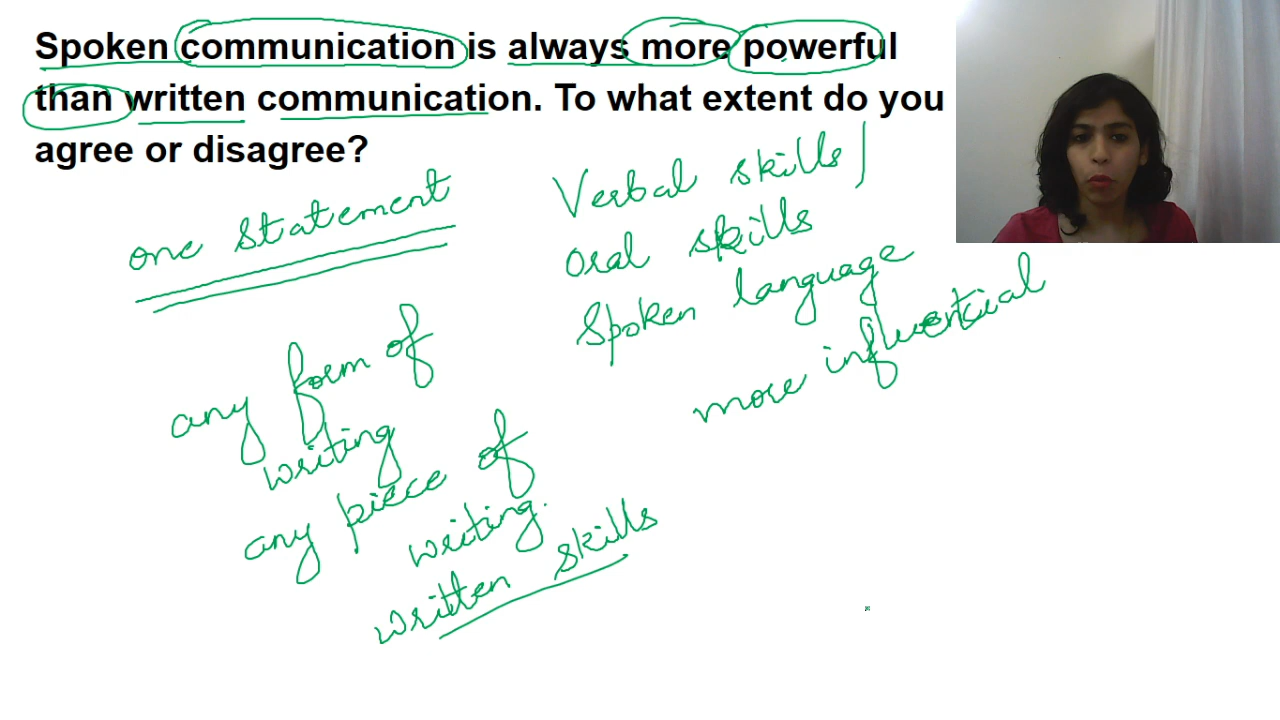 Spoken communication is always more powerful
than written communication. To what extent do you
agree or disagree?
one statement
Verbal skills /
oral skills
Spoken language
more influential
any form of
writing
any piece of
writing.
written skills